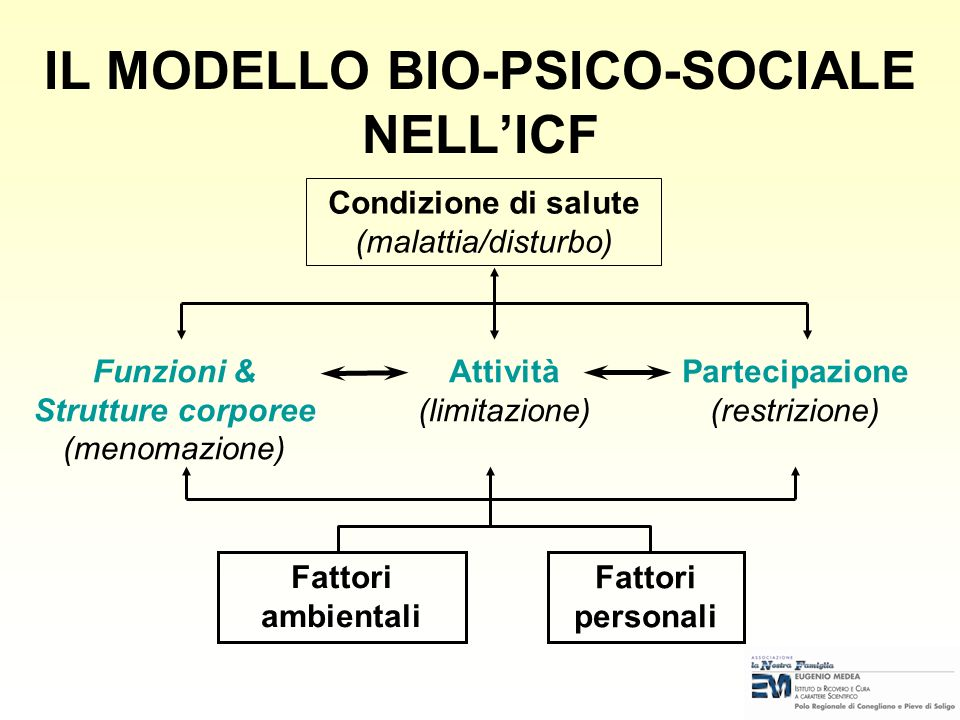 IL MODELLO BIO-PSICO-SOCIALE
NELL’ICF
Condizione di salute
(malattia/disturbo)
Funzioni &
Strutture corporee
(menomazione)
Attività
(limitazione)
Partecipazione
(restrizione)
Fattori
ambientali
Fattori
personali
ASSOCIAZIONE
la Nostra Famiglia
EUGENIO MEDEA
ISTITUTO DI RICOVERO E CURA
A CARATTERE SCIENTIFICO
Polo Regionale di Conegliano e Pieve di Soligo